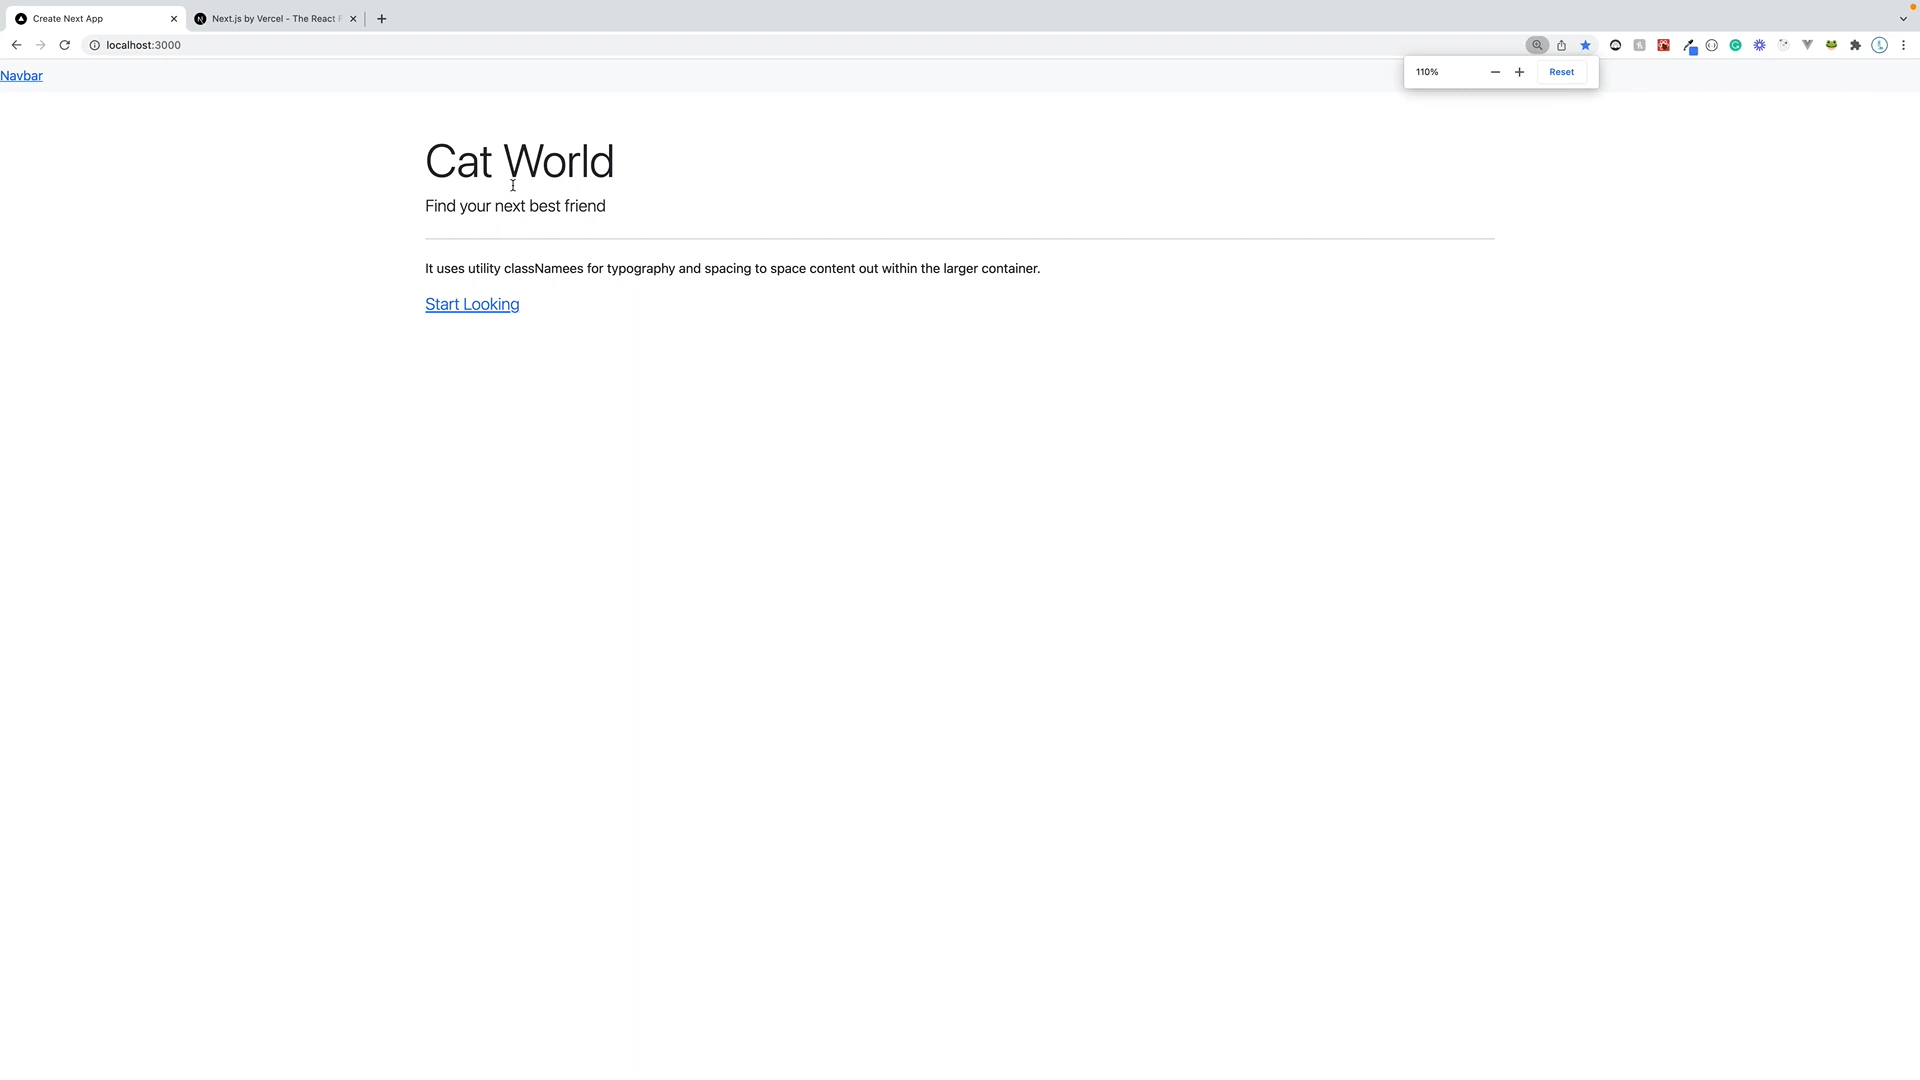 Create Next App
Next.js by Vercel - The React F
localhost:3000
110%
Reset
Navbar
Cat World
Find your next best friend
It uses utility classNamees for typography and spacing to space content out within the larger container.
Start Looking